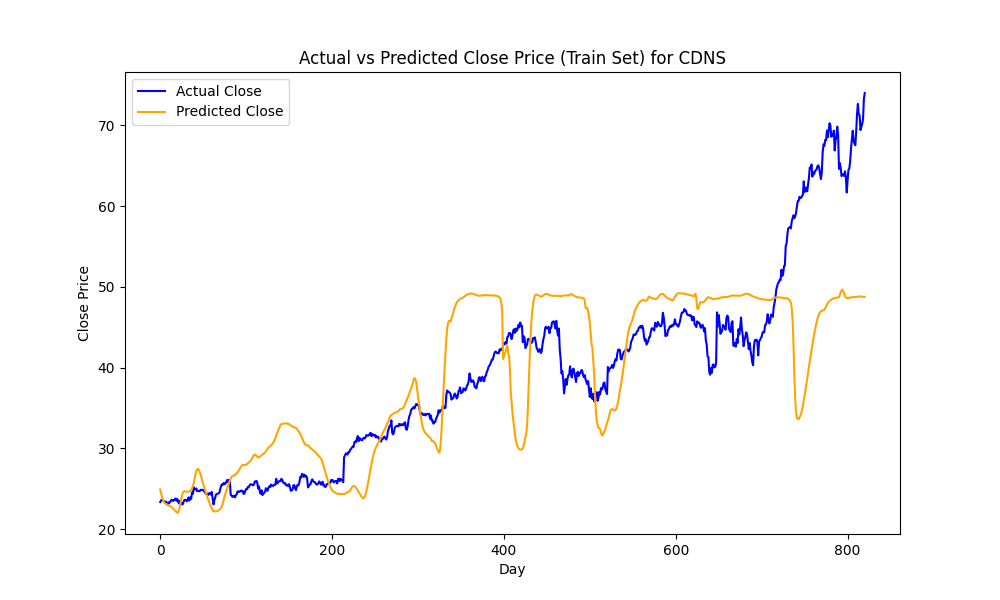 Actual vs Predicted Close Price (Train Set) for CDNS
Actual Close
Predicted Close
Close Price
70
60
50
40
30
20
0 200 400 600 800
Day